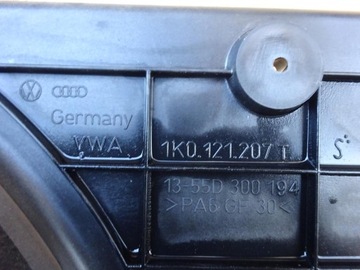 Germany
VWA
1K0.121.207 T
S
13-55D 300 194
>PA6 GF 30<